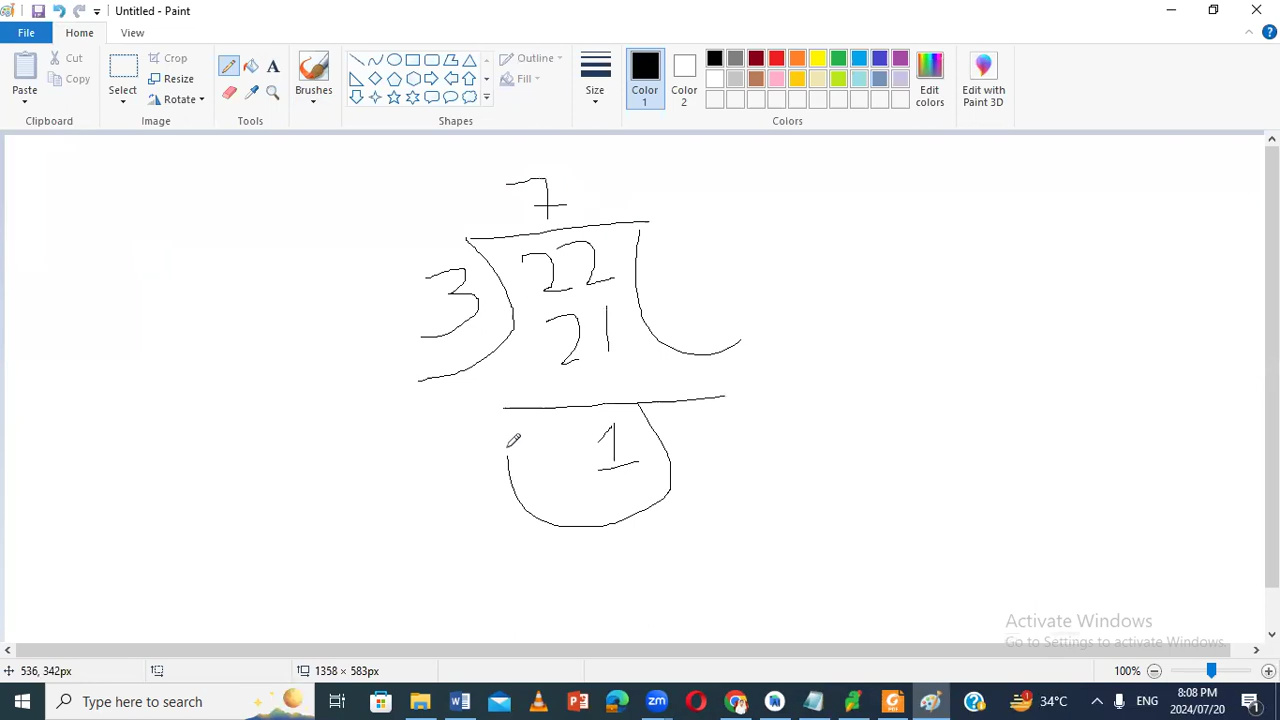 Untitled - Paint
File Home View
Paste
Cut
Copy
Clipboard
Select
Crop
Resize
Rotate
Image
A
Tools
Brushes
Outline
Fill
Shapes
Size
Color 1
Color 2
Edit colors
Colors
Edit with Paint 3D
7
3 22
21
1
Activate Windows
Go to Settings to activate Windows.
536, 342px
1358 × 583px
100%
Type here to search
34°C
ENG
8:08 PM
2024/07/20